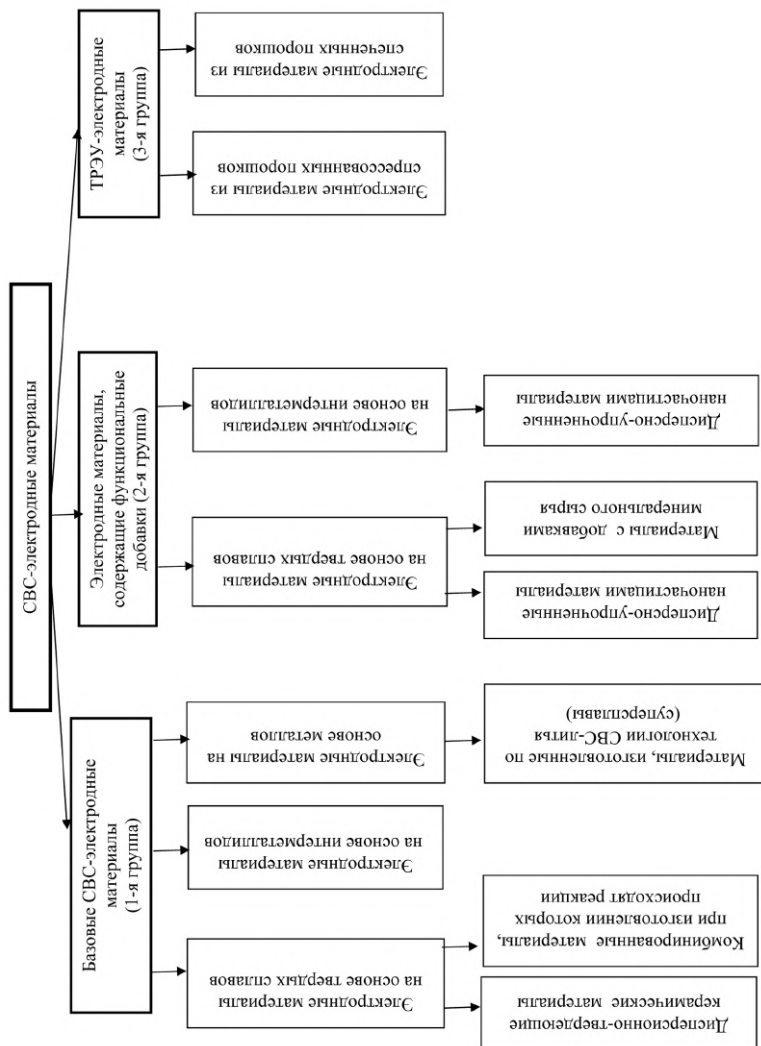 СВС-электродные материалы
Базовые СВС-электродные
материалы
(1-я группа)
Электродные материалы,
содержащие функциональные
добавки (2-я группа)
ТРЭУ-электродные
материалы
(3-я группа)
Электродные материалы
на основе твердых сплавов
Электродные материалы
на основе интерметаллидов
Электродные материалы на
основе металлов
Электродные материалы
на основе твердых сплавов
Электродные материалы
на основе интерметаллидов
Электродные материалы из
спрессованных порошков
Электродные материалы из
спеченных порошков
Дисперсионно-твердеющие
керамические материалы
Комбинированные материалы,
при изготовлении которых
происходят реакции
Материалы, изготовленные по
технологии СВС-литья
(суперсплавы)
Дисперсно-упрочненные
наночастицами материалы
Материалы с добавками
минерального сырья
Дисперсно-упрочненные
наночастицами материалы